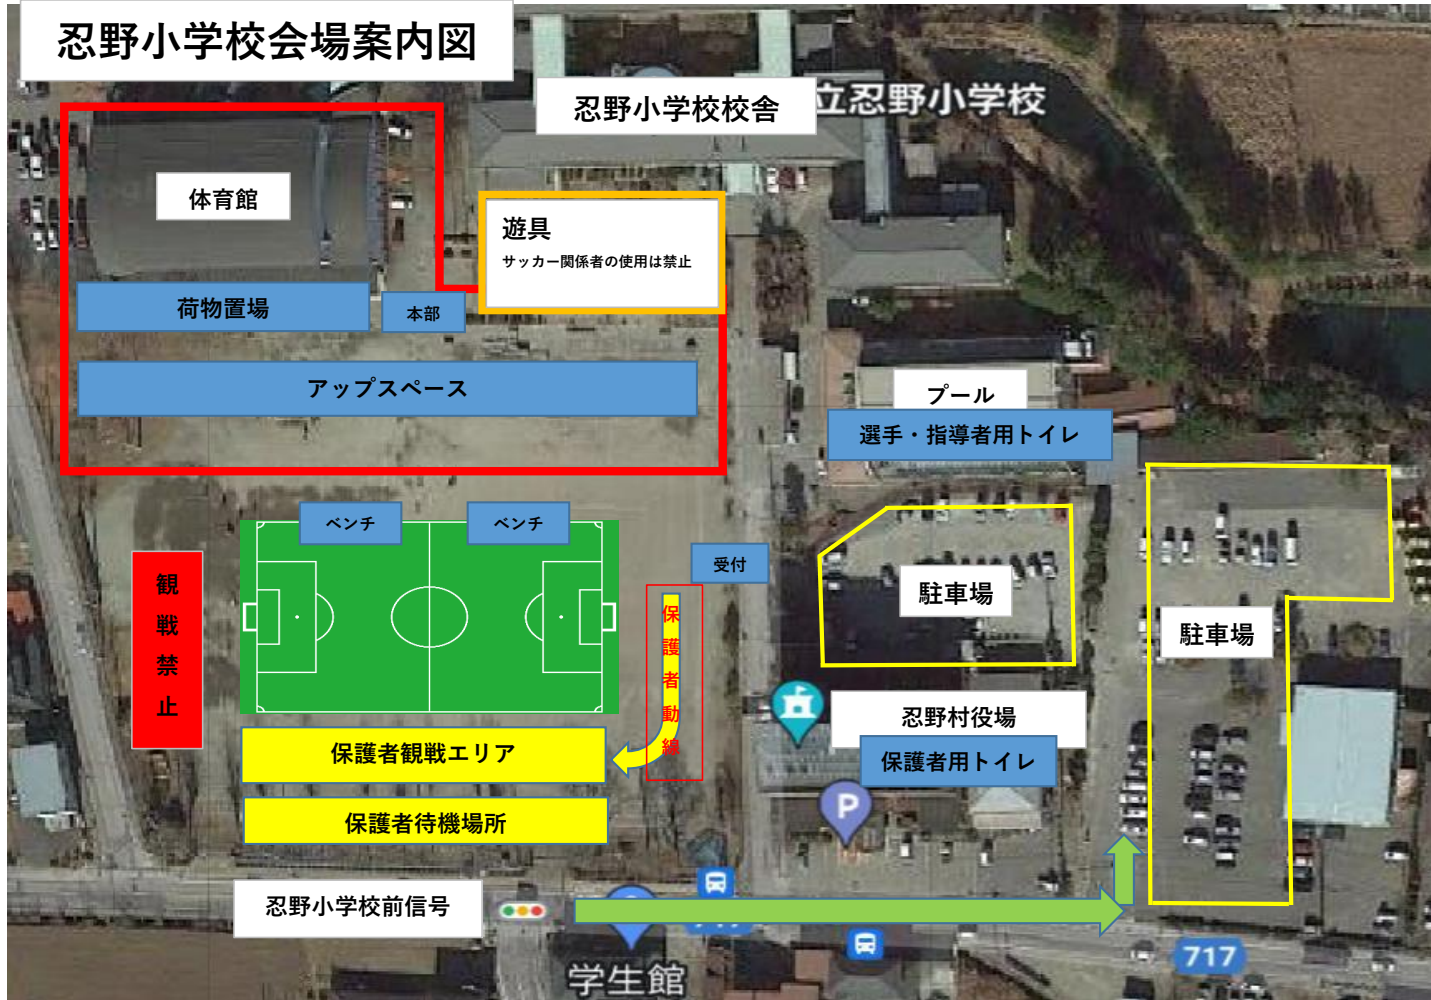 忍野小学校会場案内図
忍野小学校校舎
立忍野小学校
体育館
遊具
サッカー関係者の使用は禁止
荷物置場
本部
アップスペース
プール
選手・指導者用トイレ
ベンチ
ベンチ
受付
観戦禁止
保護者動線
駐車場
駐車場
忍野村役場
保護者用トイレ
保護者観戦エリア
保護者待機場所
P
忍野小学校前信号
717
学生館